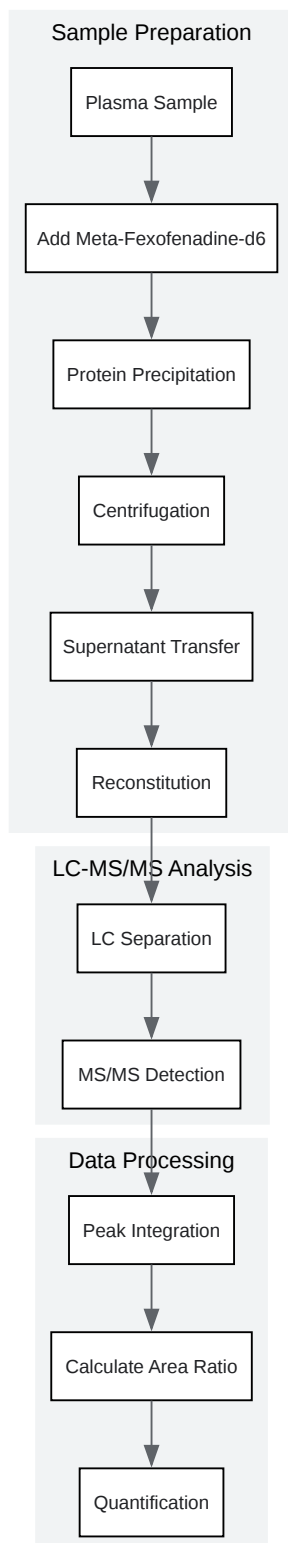 Sample Preparation
Plasma Sample
Add Meta-Fexofenadine-d6
Protein Precipitation
Centrifugation
Supernatant Transfer
Reconstitution
LC-MS/MS Analysis
LC Separation
MS/MS Detection
Data Processing
Peak Integration
Calculate Area Ratio
Quantification